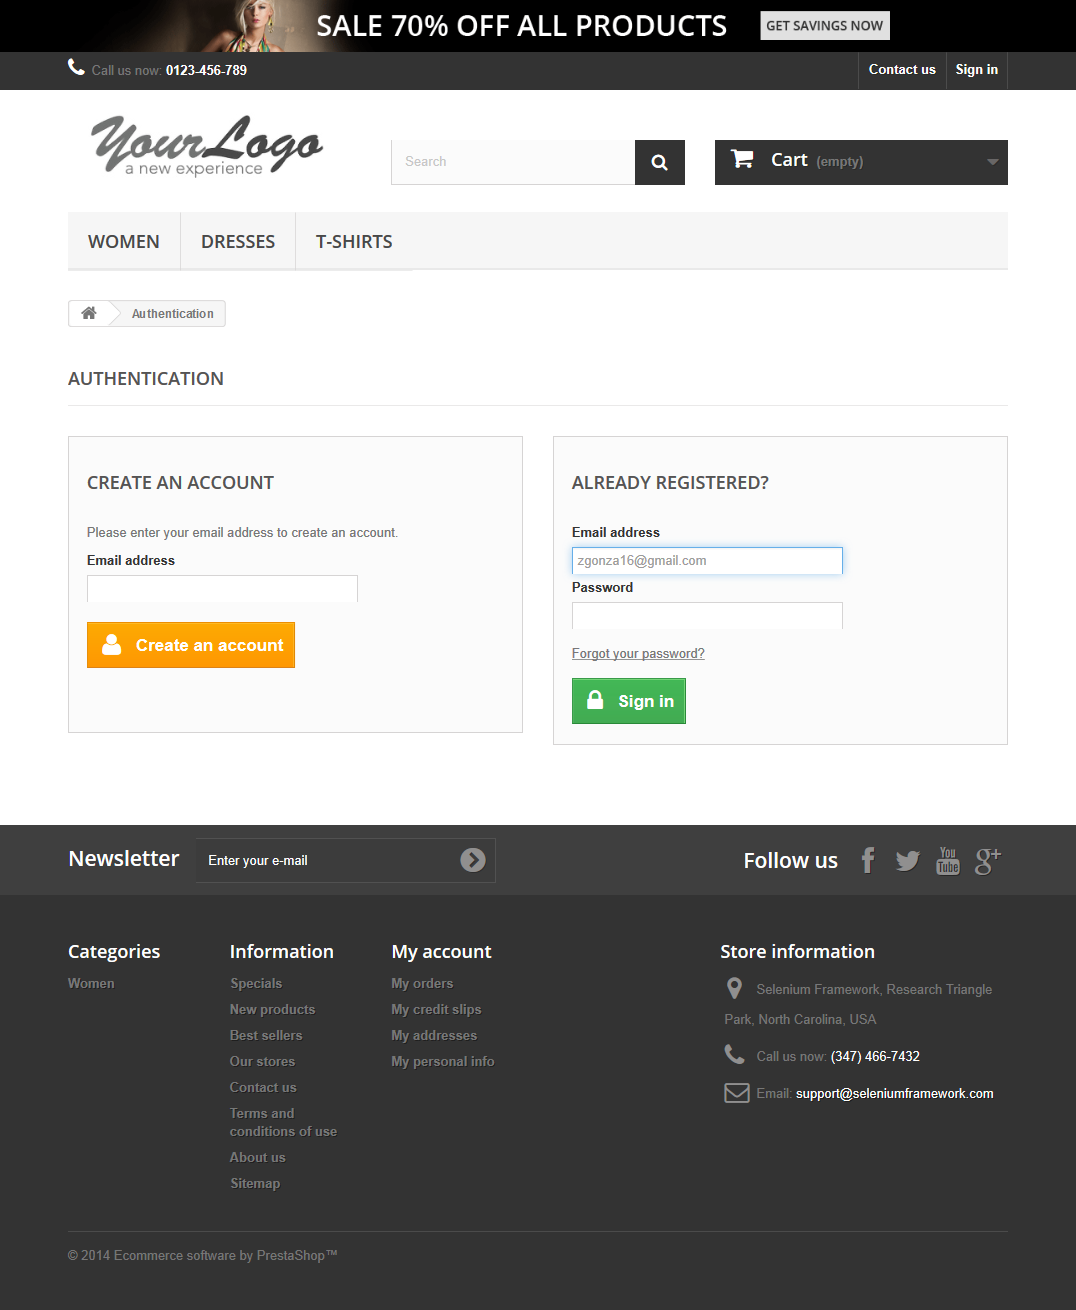 SALE 70% OFF ALL PRODUCTS GET SAVINGS NOW
Call us now: 0123-456-789 Contact us Sign in
YourLogo
a new experience
Search Cart (empty)
WOMEN DRESSES T-SHIRTS
Authentication
AUTHENTICATION
CREATE AN ACCOUNT
Please enter your email address to create an account.
Email address
Create an account
ALREADY REGISTERED?
Email address
zgonza16@gmail.com
Password
Forgot your password?
Sign in
Newsletter Enter your e-mail Follow us f You Tube g+
Categories
Women
Information
Specials
New products
Best sellers
Our stores
Contact us
Terms and
conditions of use
About us
Sitemap
My account
My orders
My credit slips
My addresses
My personal info
Store information
Selenium Framework, Research Triangle
Park, North Carolina, USA
Call us now: (347) 466-7432
Email: support@seleniumframework.com
© 2014 Ecommerce software by PrestaShop™